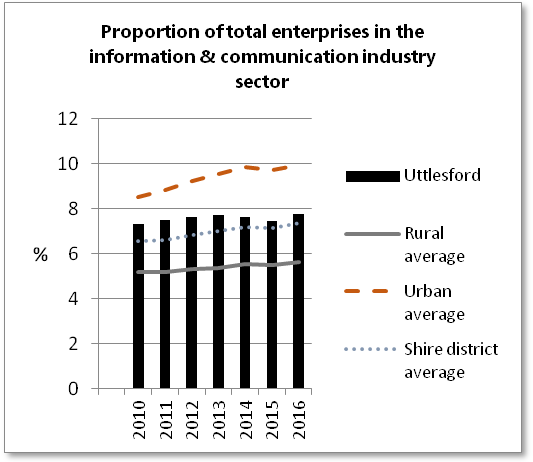 Proportion of total enterprises in the
information & communication industry
sector
12
10
8
6
4
2
0
%
2010
2011
2012
2013
2014
2015
2016
Uttlesford
Rural
average
Urban
average
Shire district
average